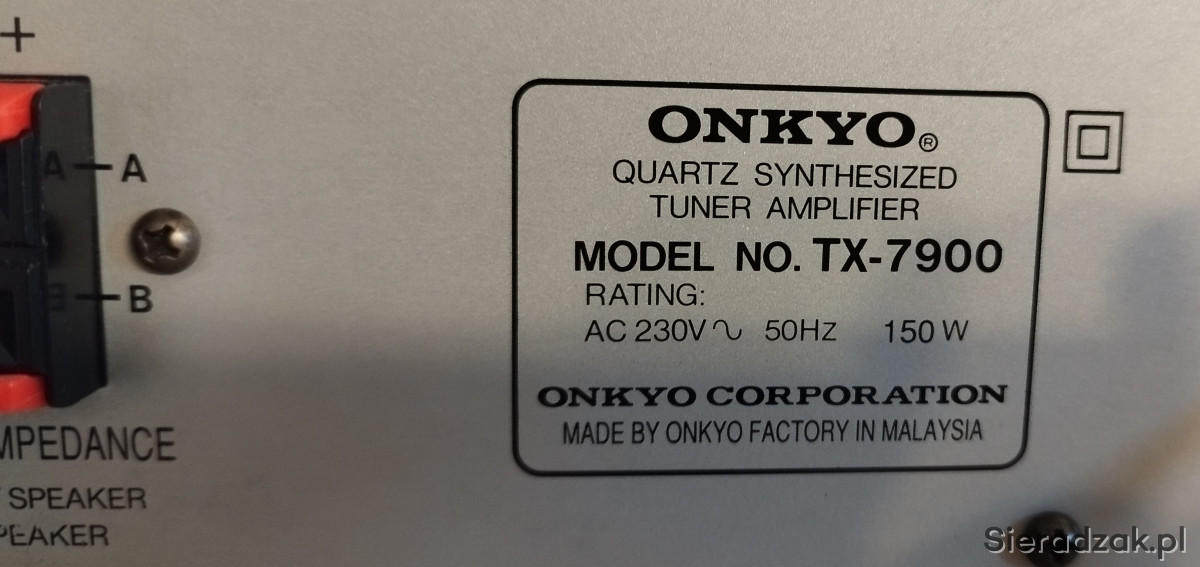 +
A A
B
ONKYO®
QUARTZ SYNTHESIZED
TUNER AMPLIFIER
MODEL NO. TX-7900
RATING:
AC 230V∿ 50Hz 150 W
ONKYO CORPORATION
MADE BY ONKYO FACTORY IN MALAYSIA
MPEDANCE
SPEAKER
PEAKER
Sieradzak.pl